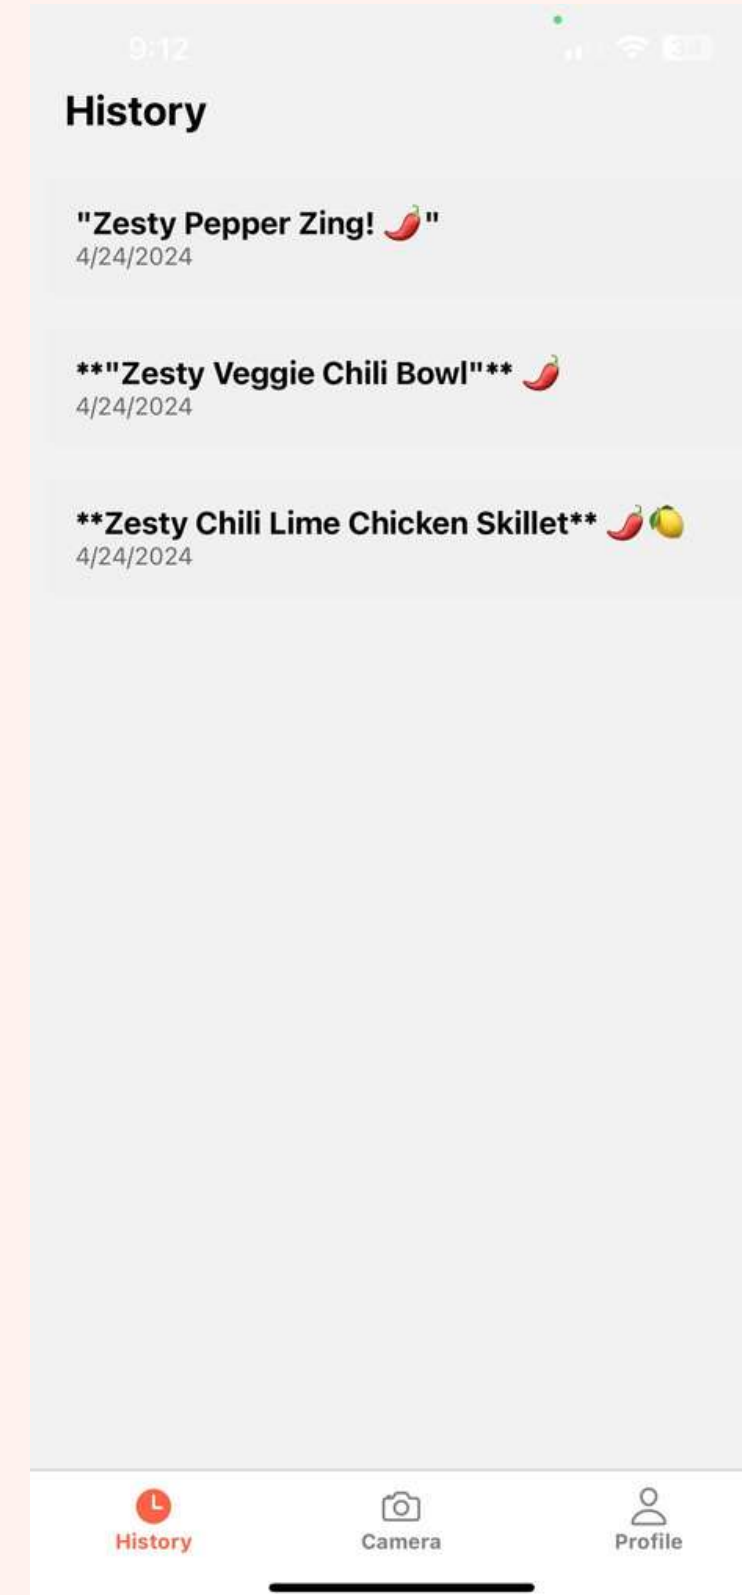 9:12
History
"Zesty Pepper Zing! 🌶️"
4/24/2024
**"Zesty Veggie Chili Bowl"** 🌶️
4/24/2024
**Zesty Chili Lime Chicken Skillet** 🌶️🍋
4/24/2024
History
Camera
Profile